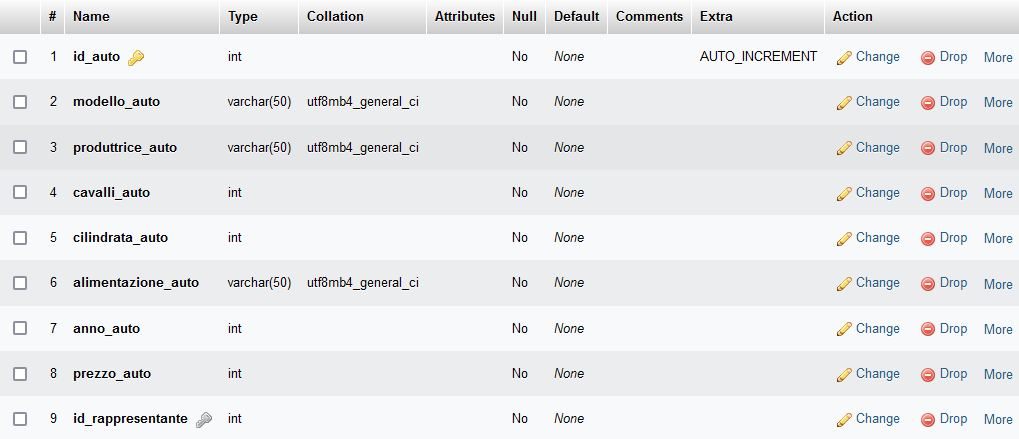 # Name Type Collation Attributes Null Default Comments Extra Action
1 id_auto int No None AUTO_INCREMENT Change Drop More
2 modello_auto varchar(50) utf8mb4_general_ci No None Change Drop More
3 produttrice_auto varchar(50) utf8mb4_general_ci No None Change Drop More
4 cavalli_auto int No None Change Drop More
5 cilindrata_auto int No None Change Drop More
6 alimentazione_auto varchar(50) utf8mb4_general_ci No None Change Drop More
7 anno_auto int No None Change Drop More
8 prezzo_auto int No None Change Drop More
9 id_rappresentante int No None Change Drop More